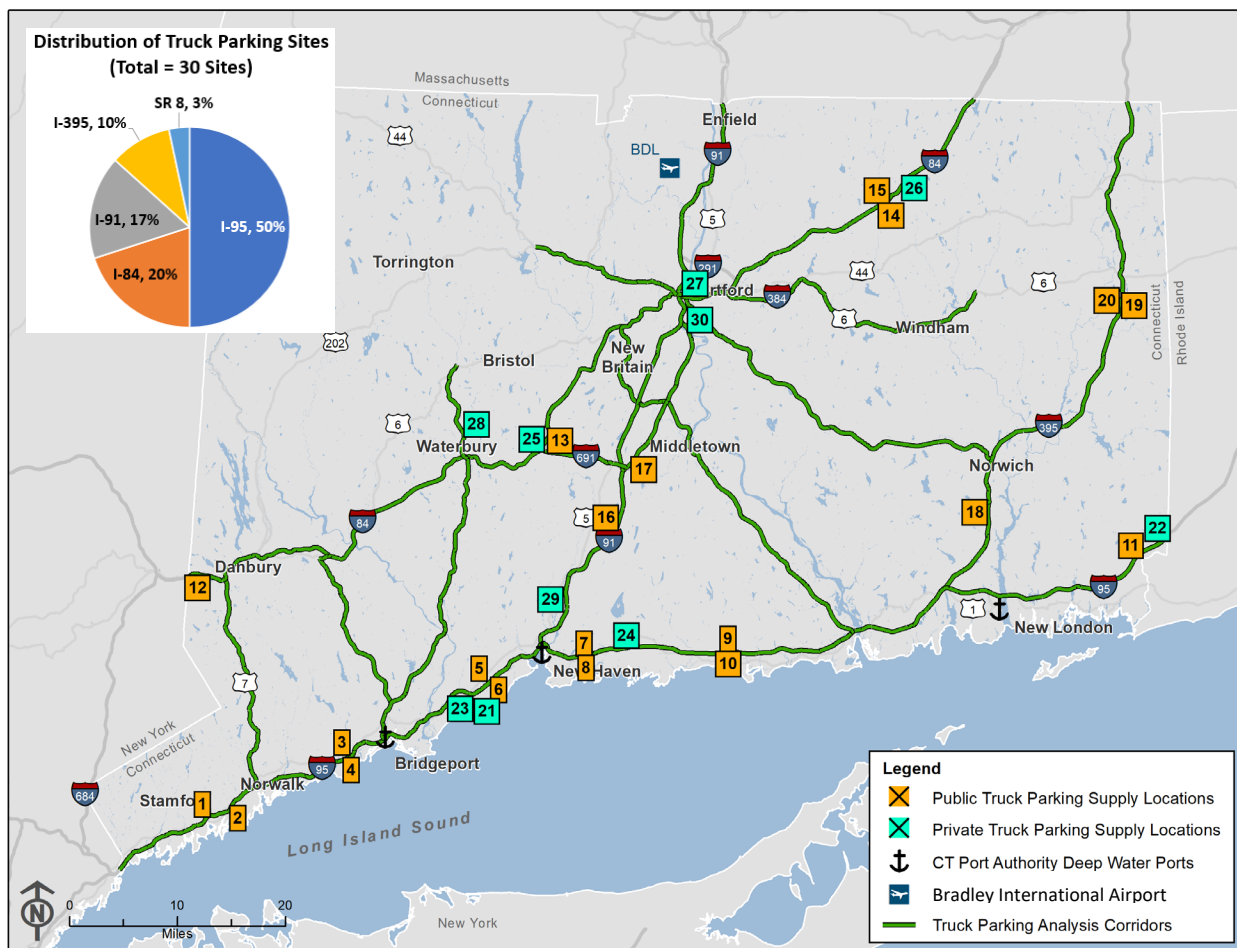 Distribution of Truck Parking Sites
(Total = 30 Sites)
SR 8, 3%
I-395, 10%
I-91, 17%
I-95, 50%
I-84, 20%
Massachusetts
Connecticut
44
Enfield
BDL
91
84
15
26
14
5
Torrington
291
27
rtford
44
6
384
20
19
Connecticut
Rhode Island
30
6
Windham
202
New
Britain
Bristol
6
28
25
13
Waterbury
691
Middletown
17
395
Norwich
5
16
91
84
18
22
11
Danbury
12
95
29
1
New London
7
24
9
8
New Haven
10
5
6
23
21
7
New York
Connecticut
3
4
95
Bridgeport
684
Norwalk
Stamfo
1
2
Long Island Sound
N
0
10
20
Miles
New York
Legend
Public Truck Parking Supply Locations
Private Truck Parking Supply Locations
CT Port Authority Deep Water Ports
Bradley International Airport
Truck Parking Analysis Corridors